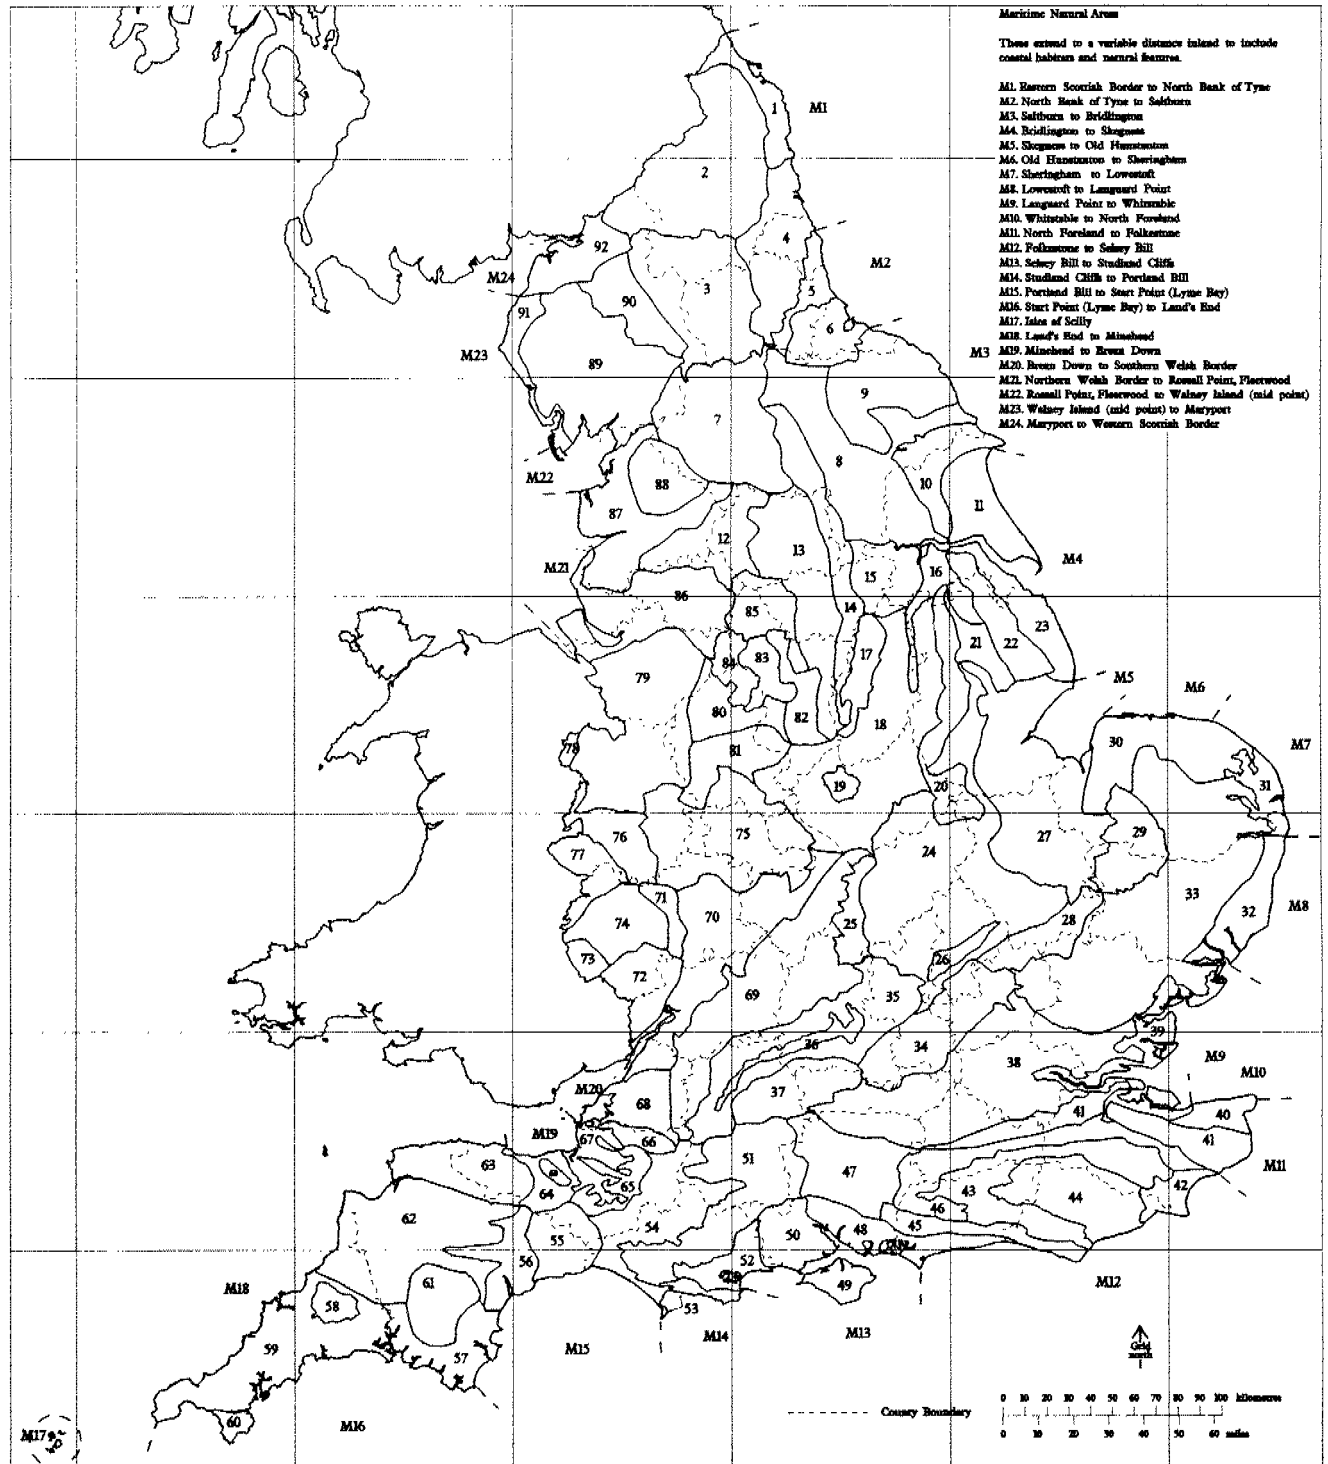 Maritime Natural Areas
These extend to a variable distance inland to include
coastal habitats and natural features.
M1. Eastern Scottish Border to North Bank of Tyne
M2. North Bank of Tyne to Saltburn
M3. Saltburn to Bridlington
M4. Bridlington to Skegness
M5. Skegness to Old Hunstanton
M6. Old Hunstanton to Sheringham
M7. Sheringham to Lowestoft
M8. Lowestoft to Languard Point
M9. Languard Point to Whitstable
M10. Whitstable to North Foreland
M11. North Foreland to Folkestone
M12. Folkestone to Selsey Bill
M13. Selsey Bill to Studland Cliffs
M14. Studland Cliffs to Portland Bill
M15. Portland Bill to Start Point (Lyme Bay)
M16. Start Point (Lyme Bay) to Land's End
M17. Isles of Scilly
M18. Land's End to Minehead
M19. Minehead to Brean Down
M20. Brean Down to Southern Welsh Border
M21. Northern Welsh Border to Rossall Point, Fleetwood
M22. Rossall Point, Fleetwood to Walney Island (mid point)
M23. Walney Island (mid point) to Maryport
M24. Maryport to Western Scottish Border
1
M1
2
4
92
M2
M24
90
3
5
91
6
M23
M3
89
9
7
8
M22
88
10
11
87
12
13
M21
M4
15
16
86
85
14
23
21
22
84
83
17
79
M5
M6
80
82
18
78
81
30
M7
19
20
31
76
75
27
29
77
24
33
71
M8
70
32
74
25
28
73
26
72
69
35
39
36
34
M9
38
M10
M20
37
68
41
40
M19
67
66
41
63
51
M11
47
64
65
43
42
44
46
62
54
48
45
50
55
56
52
M18
61
49
M12
58
53
M14
M13
59
57
M15
Grid
north
60
M16
M17
County Boundary
0 10 20 30 40 50 60 70 80 90 100 kilometres
0 10 20 30 40 50 60 miles